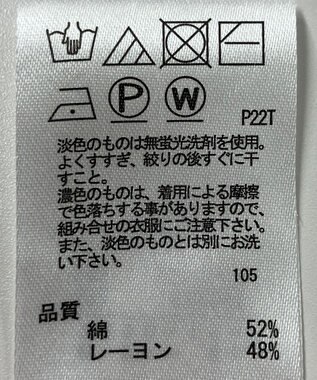 P W P22T
淡色のものは無蛍光洗剤を使用。
よくすすぎ、絞りの後すぐに干
すこと。
濃色のものは、着用による摩擦
で色落ちする事がありますので、
組み合せの衣服にご注意下さい。
また、淡色のものとは別にお洗
い下さい。
105
品質
綿 52%
レーヨン 48%